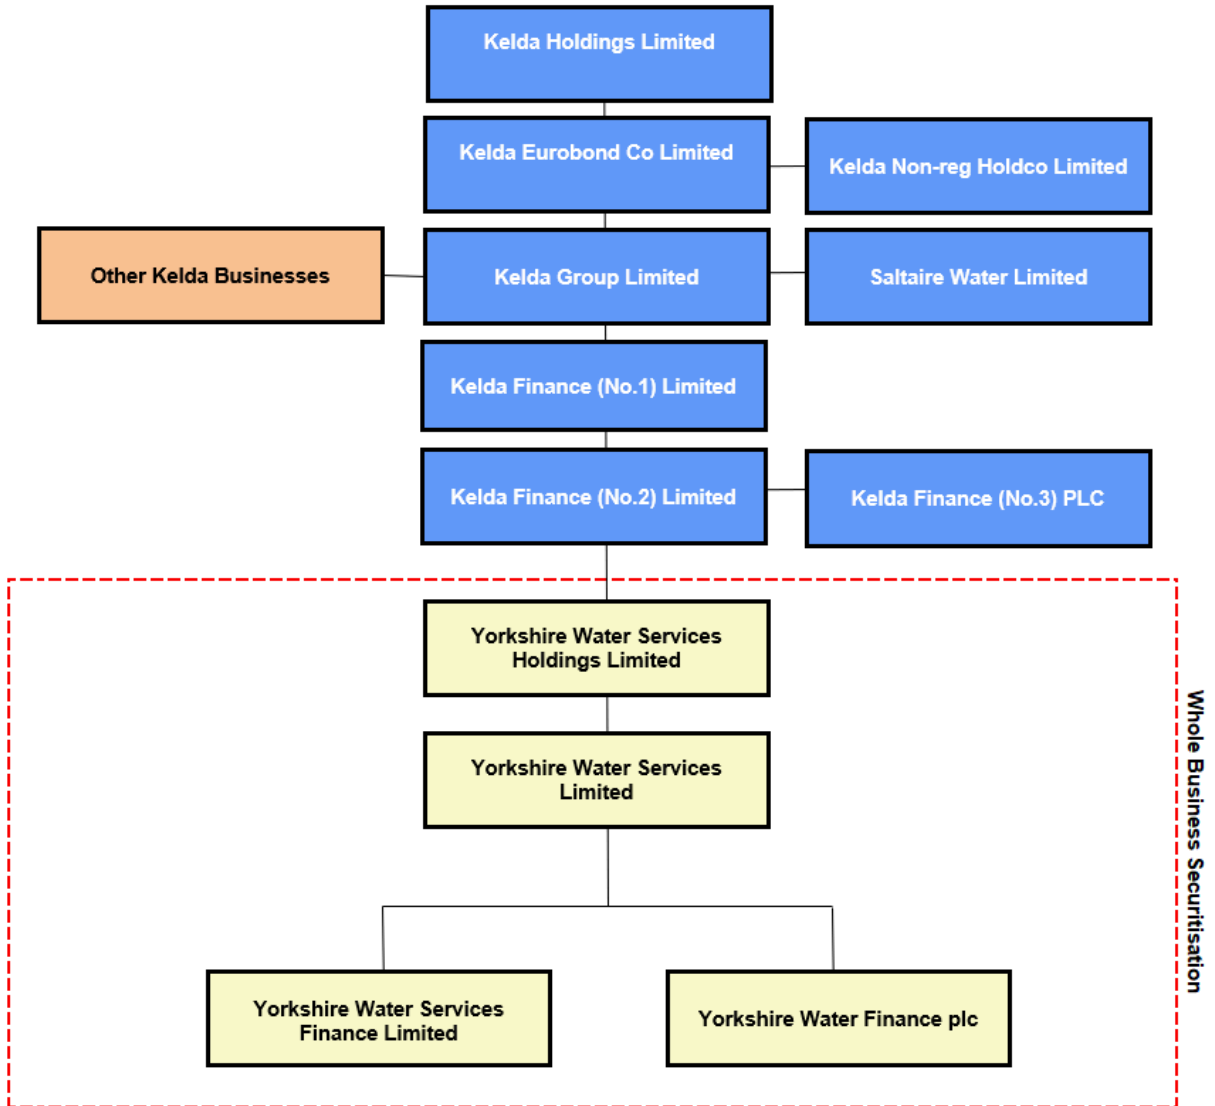 Kelda Holdings Limited
Kelda Eurobond Co Limited
Kelda Non-reg Holdco Limited
Other Kelda Businesses
Kelda Group Limited
Saltaire Water Limited
Kelda Finance (No.1) Limited
Kelda Finance (No.2) Limited
Kelda Finance (No.3) PLC
Yorkshire Water Services
Holdings Limited
Yorkshire Water Services
Limited
Yorkshire Water Services
Finance Limited
Yorkshire Water Finance plc
Whole Business Securitisation